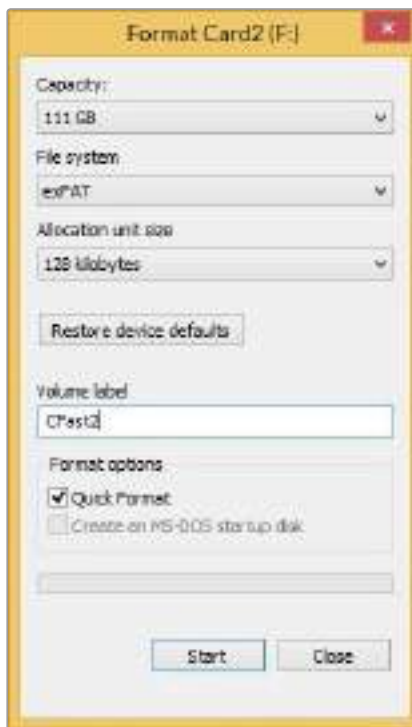 Format Card2 (F:)
Capacity:
111 GB
File system
exFAT
Allocation unit size
128 kilobytes
Restore device defaults
Volume label
CFast2
Format options
Quick Format
Create an MS-DOS startup disk
Start
Close